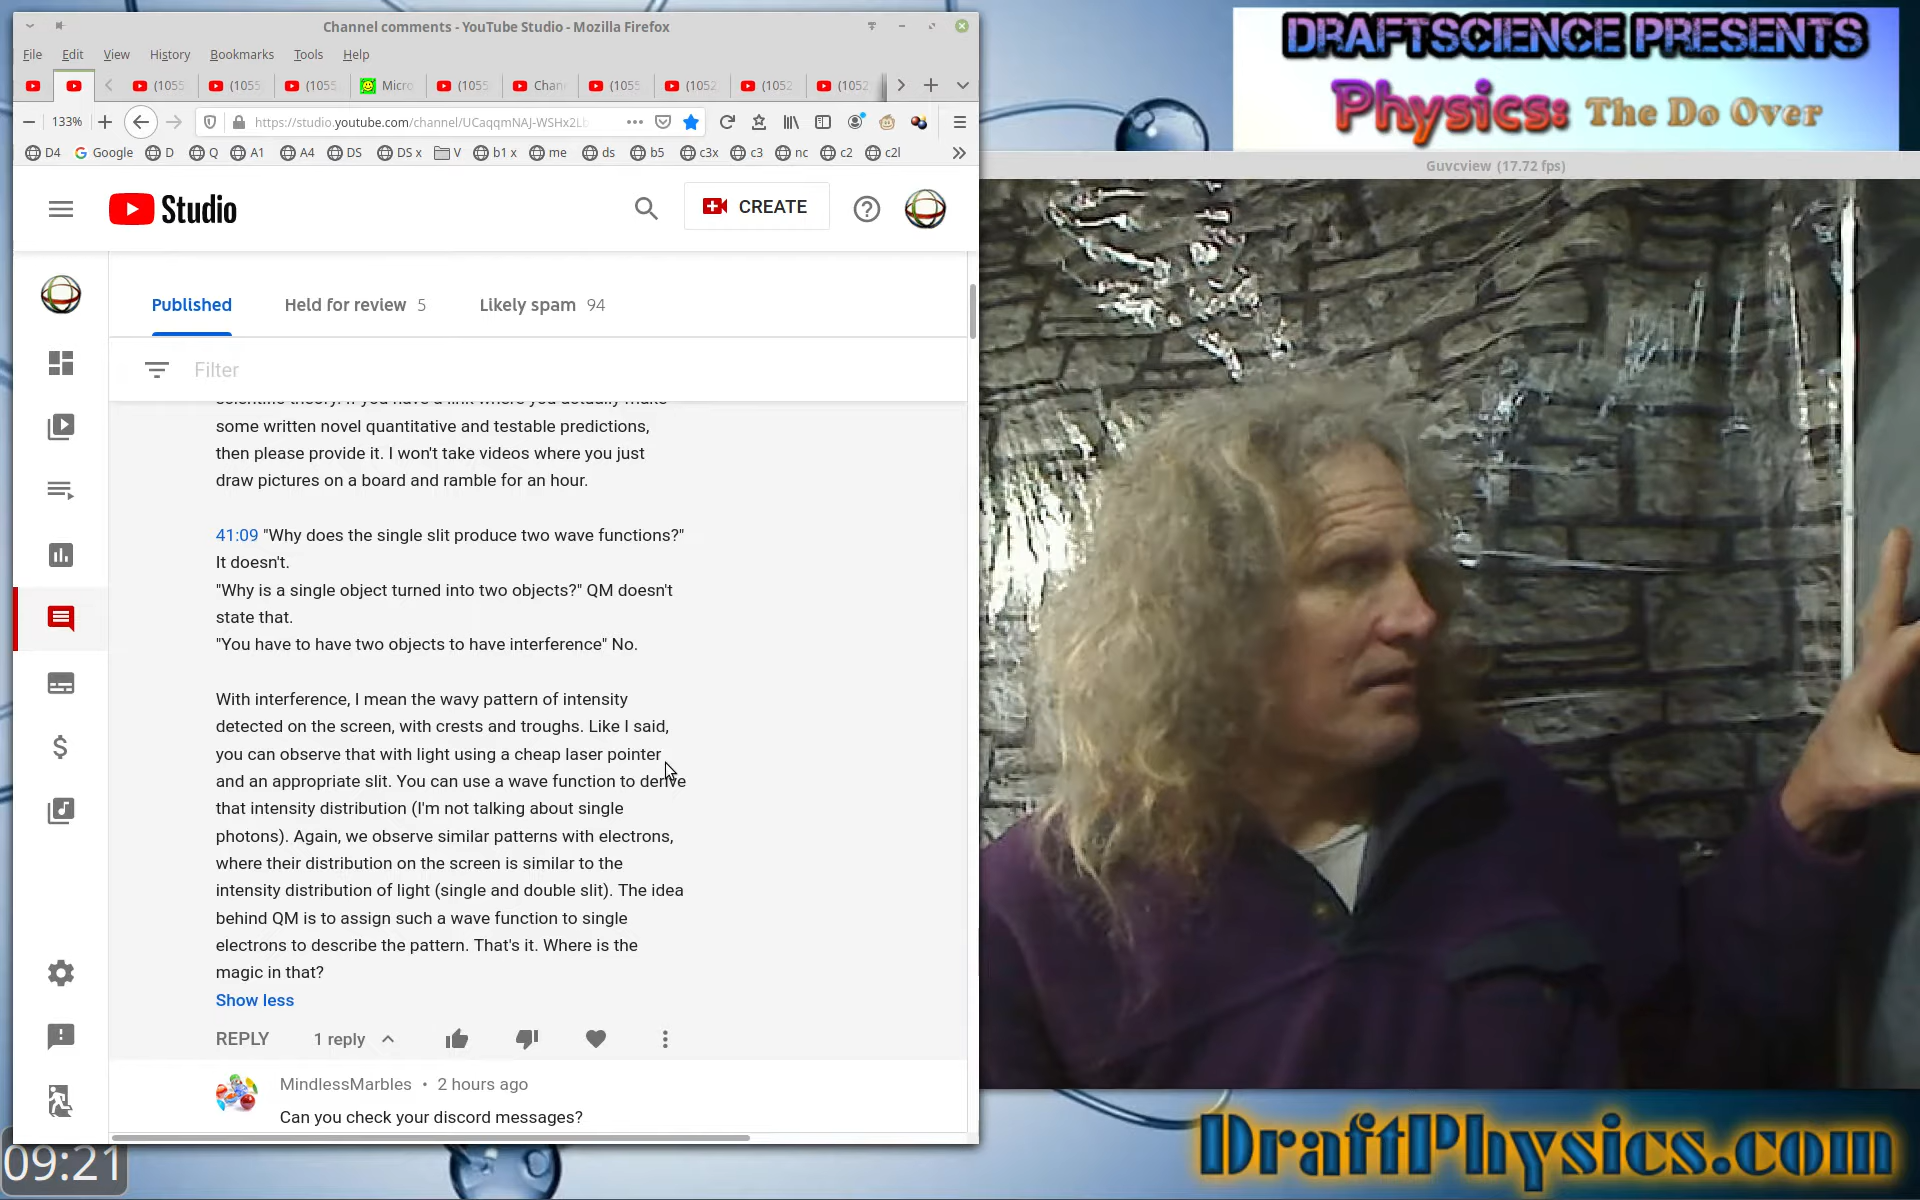 Channel comments - YouTube Studio - Mozilla Firefox
File Edit View History Bookmarks Tools Help
(1055 (1055 (1055 Micro (1055 Chan (1055 (1052 (1052 (1052
133% https://studio.youtube.com/channel/UCaqqmNAJ-WSHx2Lb
D4 Google D Q A1 A4 DS DS x V b1 x me ds b5 c3x c3 nc c2 c2l
Studio CREATE
Published Held for review 5 Likely spam 94
Filter
some written novel quantitative and testable predictions,
then please provide it. I won't take videos where you just
draw pictures on a board and ramble for an hour.
41:09 "Why does the single slit produce two wave functions?"
It doesn't.
"Why is a single object turned into two objects?" QM doesn't
state that.
"You have to have two objects to have interference" No.
With interference, I mean the wavy pattern of intensity
detected on the screen, with crests and troughs. Like I said,
you can observe that with light using a cheap laser pointer
and an appropriate slit. You can use a wave function to derive
that intensity distribution (I'm not talking about single
photons). Again, we observe similar patterns with electrons,
where their distribution on the screen is similar to the
intensity distribution of light (single and double slit). The idea
behind QM is to assign such a wave function to single
electrons to describe the pattern. That's it. Where is the
magic in that?
Show less
REPLY 1 reply
MindlessMarbles • 2 hours ago
Can you check your discord messages?
09:21
DRAFTSCIENCE PRESENTS
Physics: The Do Over
Guvcview (17.72 fps)
DraftPhysics.com